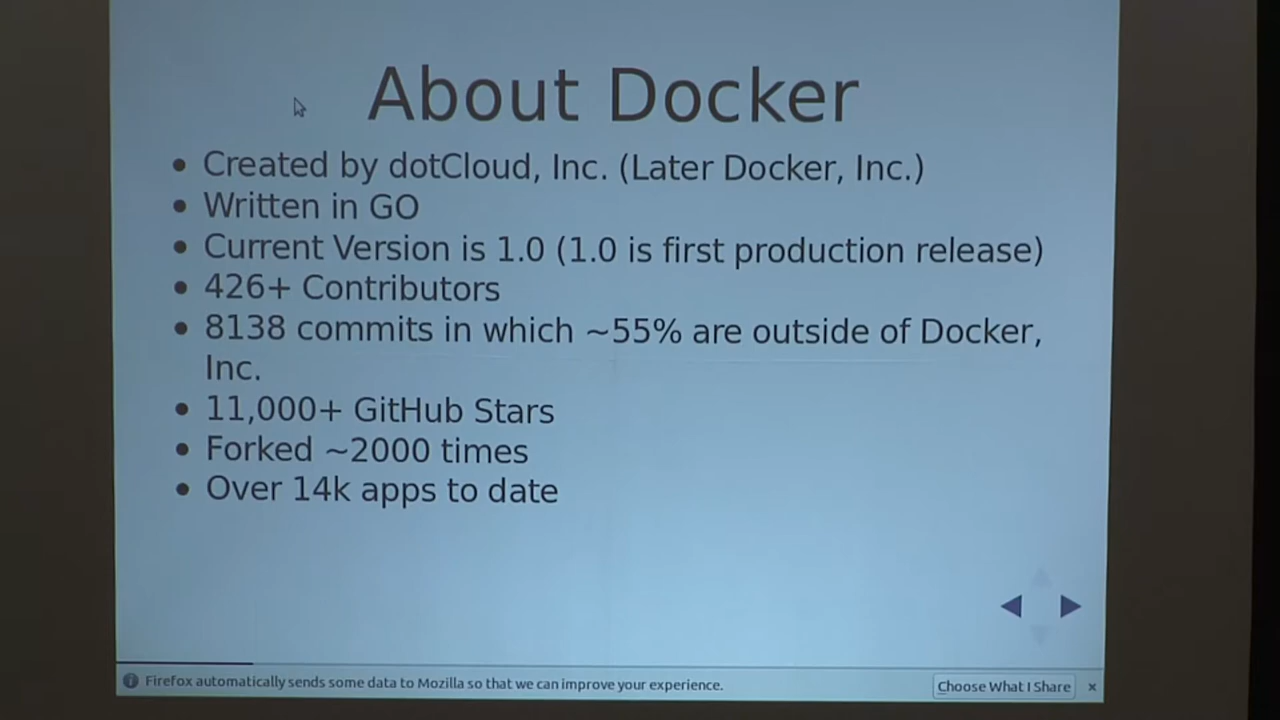 About Docker
• Created by dotCloud, Inc. (Later Docker, Inc.)
• Written in GO
• Current Version is 1.0 (1.0 is first production release)
• 426+ Contributors
• 8138 commits in which ~55% are outside of Docker,
Inc.
• 11,000+ GitHub Stars
• Forked ~2000 times
• Over 14k apps to date
Firefox automatically sends some data to Mozilla so that we can improve your experience.
Choose What I Share ×